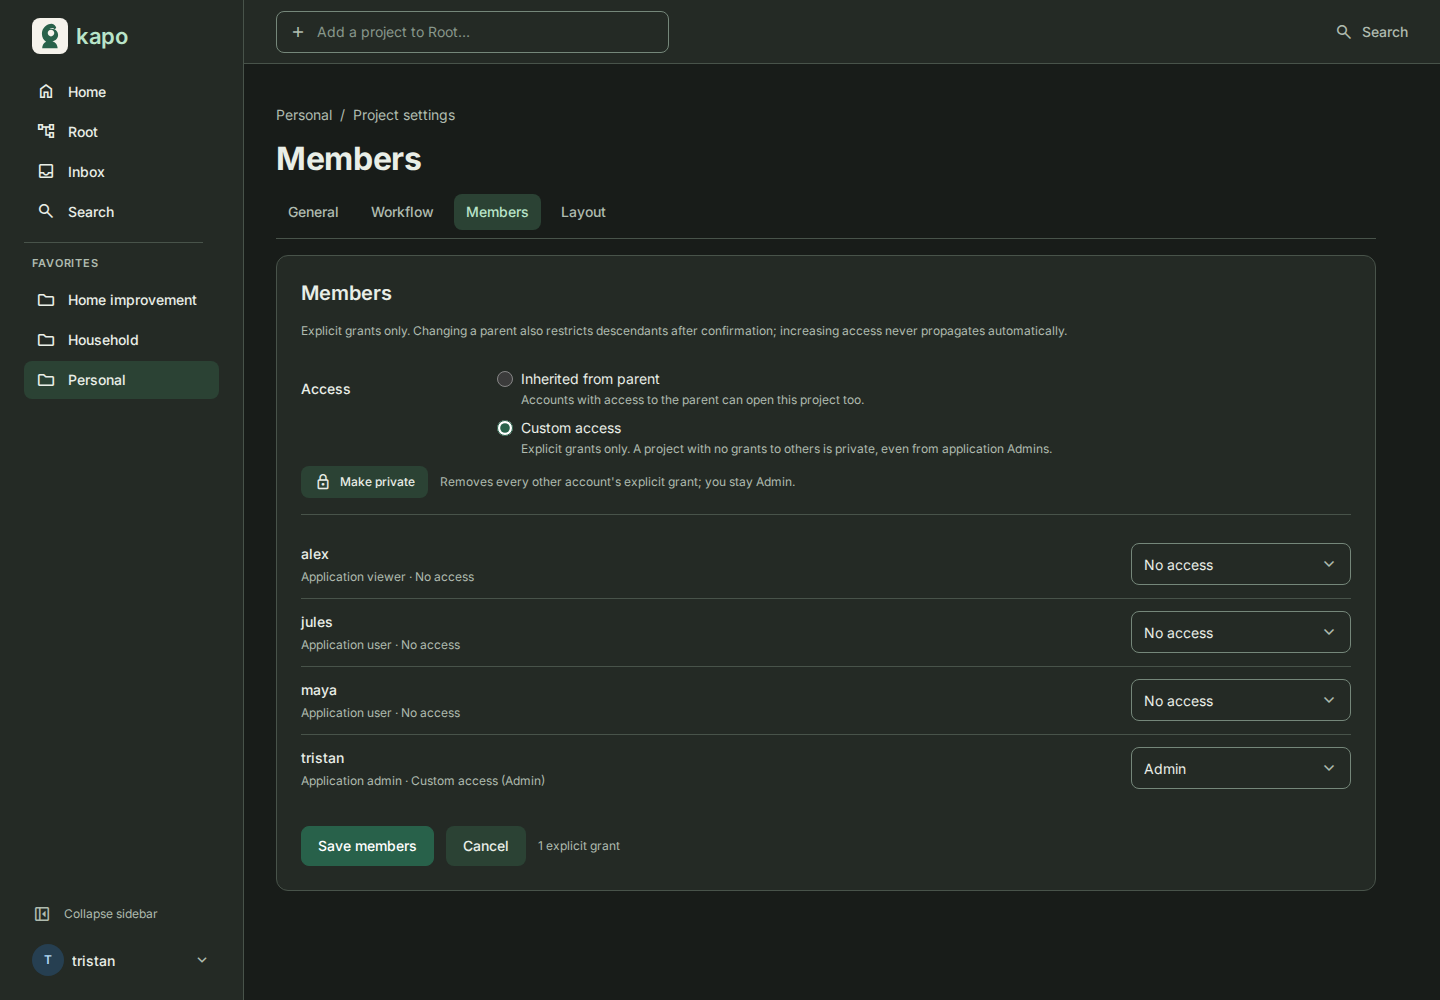 kapo
Add a project to Root...
Search
Home
Root
Inbox
Search
FAVORITES
Home improvement
Household
Personal
Collapse sidebar
T
tristan
Personal / Project settings
Members
General
Workflow
Members
Layout
Members
Explicit grants only. Changing a parent also restricts descendants after confirmation; increasing access never propagates automatically.
Access
Inherited from parent
Accounts with access to the parent can open this project too.
Custom access
Explicit grants only. A project with no grants to others is private, even from application Admins.
Make private
Removes every other account's explicit grant; you stay Admin.
alex
Application viewer · No access
No access
jules
Application user · No access
No access
maya
Application user · No access
No access
tristan
Application admin · Custom access (Admin)
Admin
Save members
Cancel
1 explicit grant